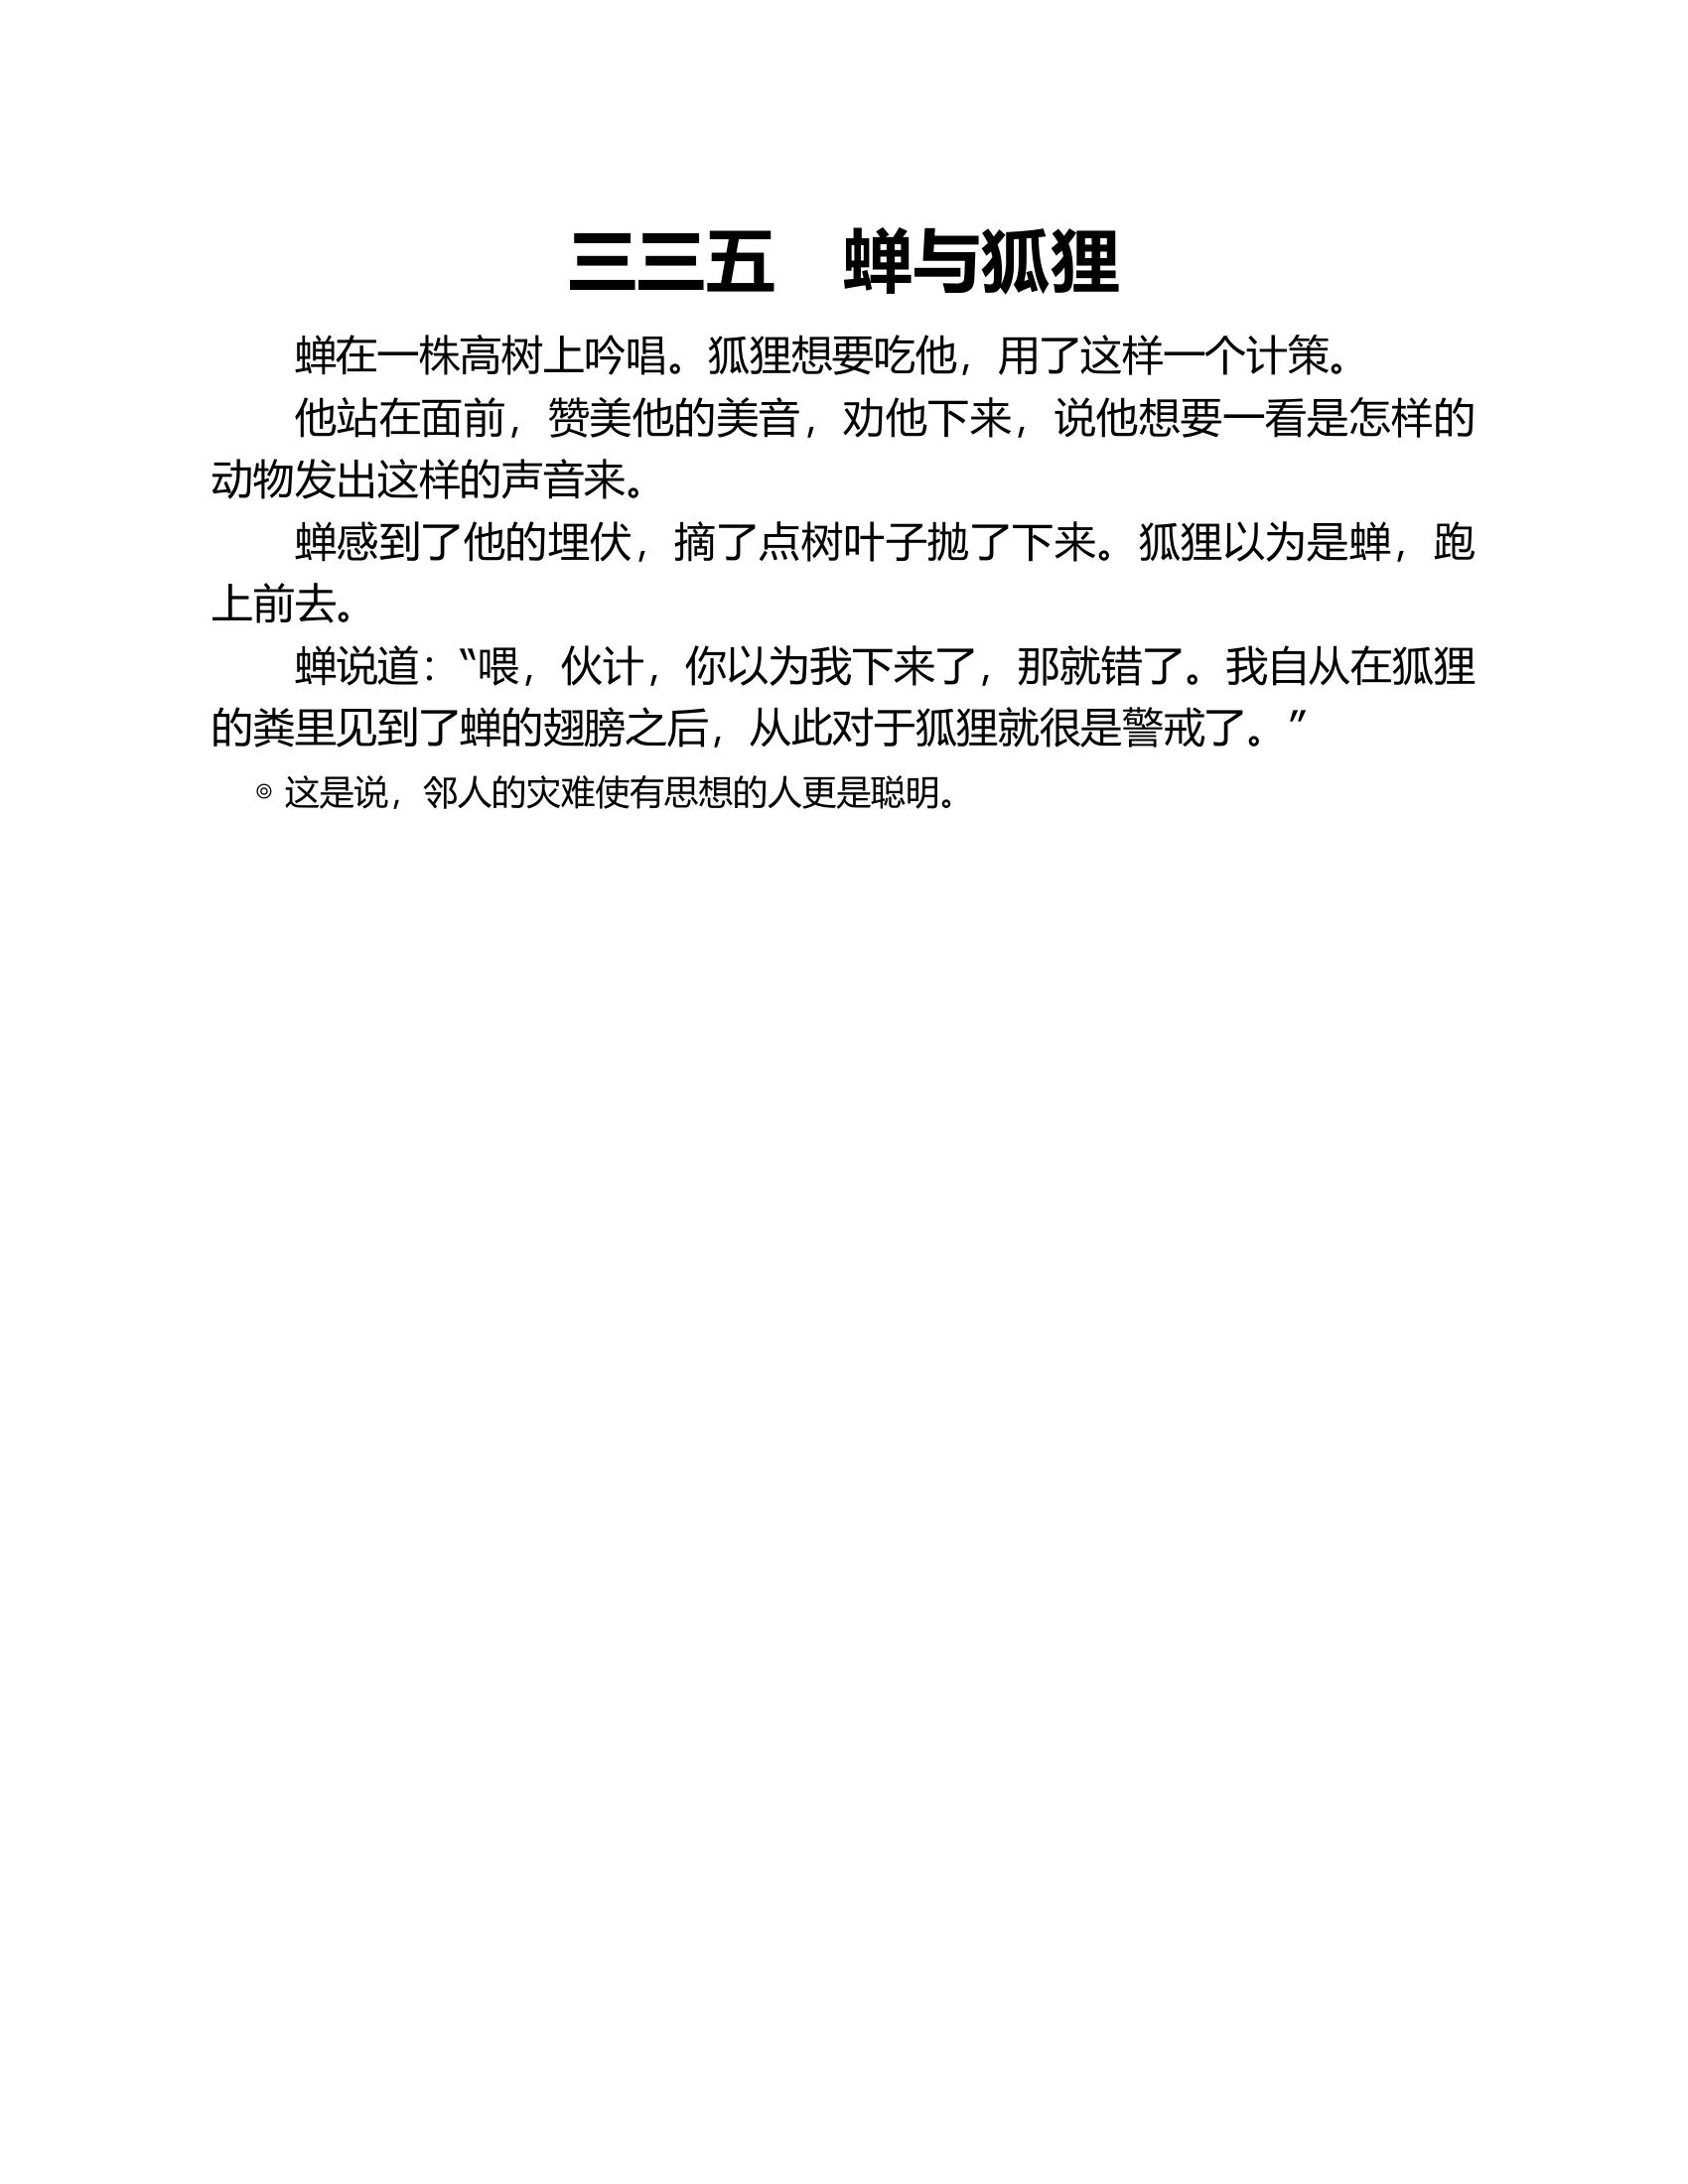 三三五　蝉与狐狸
蝉在一株高树上吟唱。狐狸想要吃他，用了这样一个计策。
他站在面前，赞美他的美音，劝他下来，说他想要一看是怎样的
动物发出这样的声音来。
蝉感到了他的埋伏，摘了点树叶子抛了下来。狐狸以为是蝉，跑
上前去。
蝉说道：“喂，伙计，你以为我下来了，那就错了。我自从在狐狸
的粪里见到了蝉的翅膀之后，从此对于狐狸就很是警戒了。”
◎ 这是说，邻人的灾难使有思想的人更是聪明。